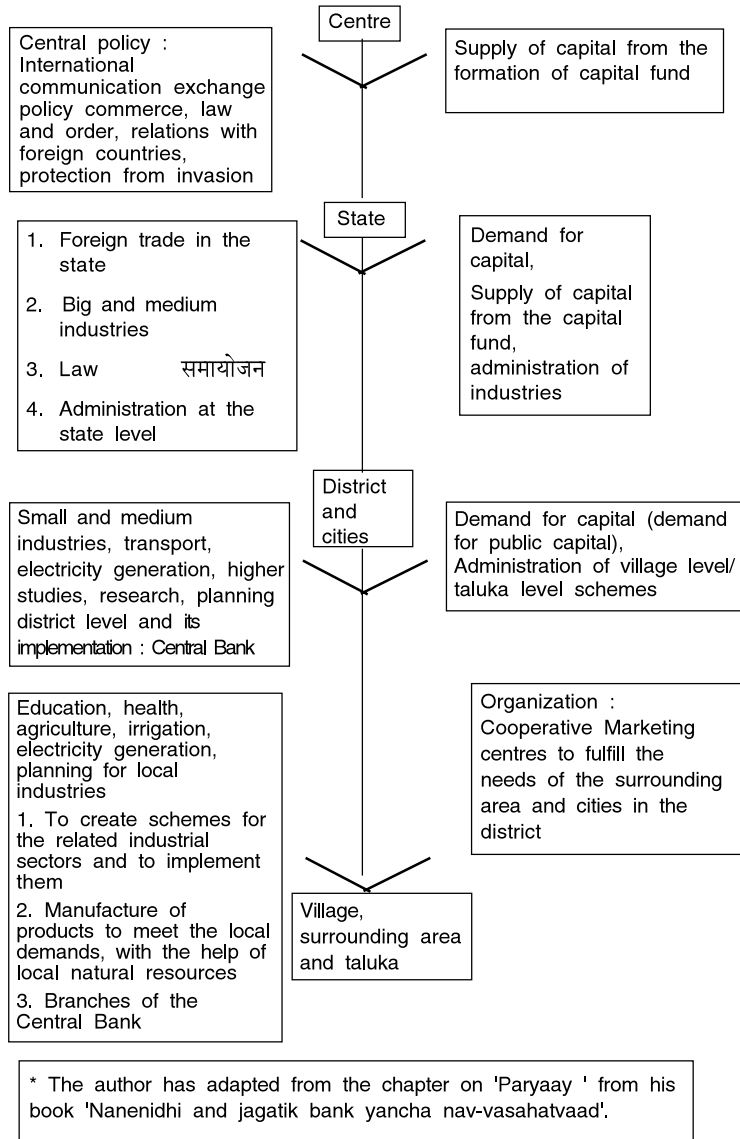 Centre
Central policy :
International
communication exchange
policy commerce, law
and order, relations with
foreign countries,
protection from invasion
Supply of capital from the
formation of capital fund
State
1. Foreign trade in the
state
2. Big and medium
industries
3. Law समायोजन
4. Administration at the
state level
Demand for
capital,
Supply of capital
from the capital
fund,
administration of
industries
District
and
cities
Small and medium
industries, transport,
electricity generation, higher
studies, research, planning
district level and its
implementation : Central Bank
Demand for capital (demand
for public capital),
Administration of village level/
taluka level schemes
Education, health,
agriculture, irrigation,
electricity generation,
planning for local
industries
1. To create schemes for
the related industrial
sectors and to implement
them
2. Manufacture of
products to meet the local
demands, with the help of
local natural resources
3. Branches of the
Central Bank
Organization :
Cooperative Marketing
centres to fulfill the
needs of the surrounding
area and cities in the
district
Village,
surrounding area
and taluka
* The author has adapted from the chapter on 'Paryaay ' from his
book 'Nanenidhi and jagatik bank yancha nav-vasahatvaad'.